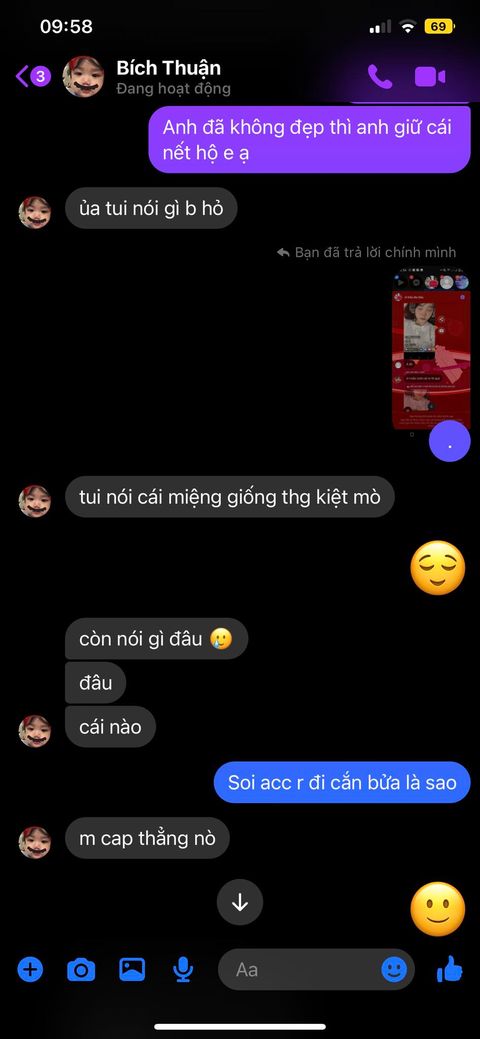 09:58
69
3
Bích Thuận
Đang hoạt động
Anh đã không đẹp thì anh giữ cái
nết hộ e ạ
ủa tui nói gì b hỏ
Bạn đã trả lời chính mình
.
tui nói cái miệng giống thg kiệt mò
còn nói gì đâu 🥲
đâu
cái nào
Soi acc r đi cắn bửa là sao
m cap thẳng nò
Aa